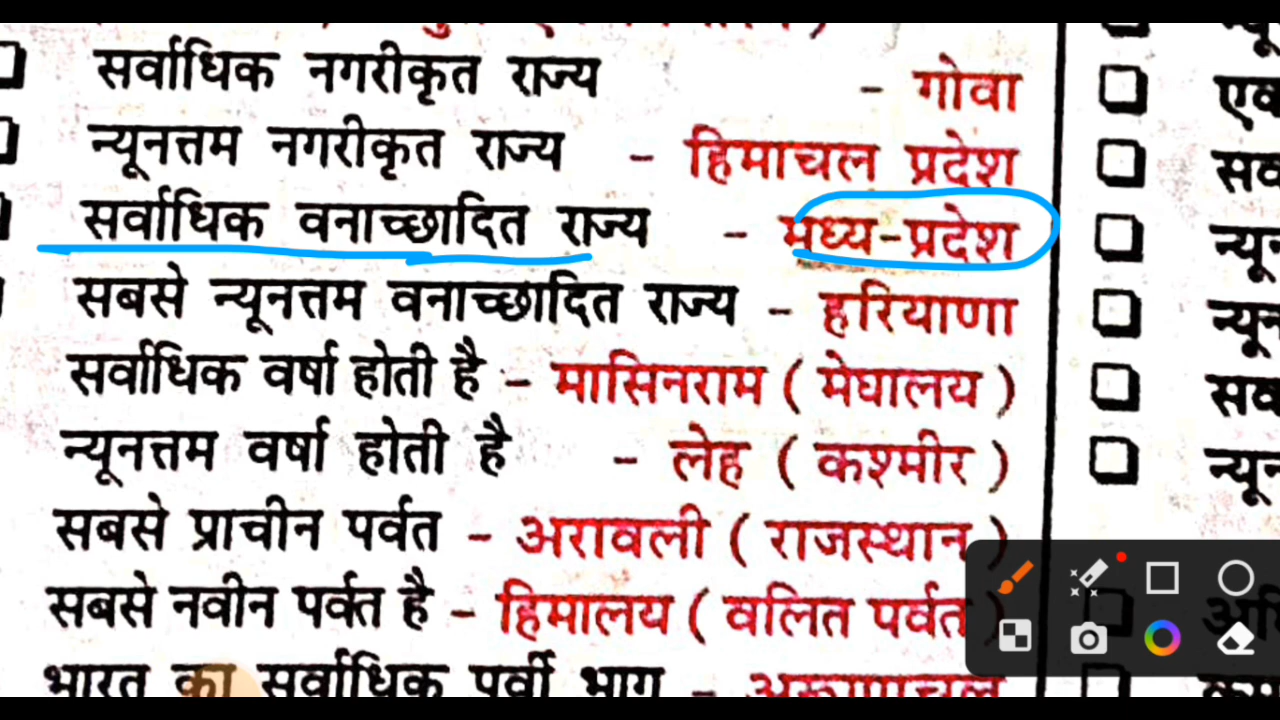 सर्वाधिक नगरीकृत राज्य - गोवा
न्यूनत्तम नगरीकृत राज्य - हिमाचल प्रदेश
सर्वाधिक वनाच्छादित राज्य - मध्य-प्रदेश
सबसे न्यूनत्तम वनाच्छादित राज्य - हरियाणा
सर्वाधिक वर्षा होती है - मासिनराम ( मेघालय )
न्यूनत्तम वर्षा होती है - लेह ( कश्मीर )
सबसे प्राचीन पर्वत - अरावली ( राजस्थान )
सबसे नवीन पर्वत है - हिमालय ( वलित पर्वत )
भारत का सर्वाधिक पूर्वी भाग - अरूणाचल